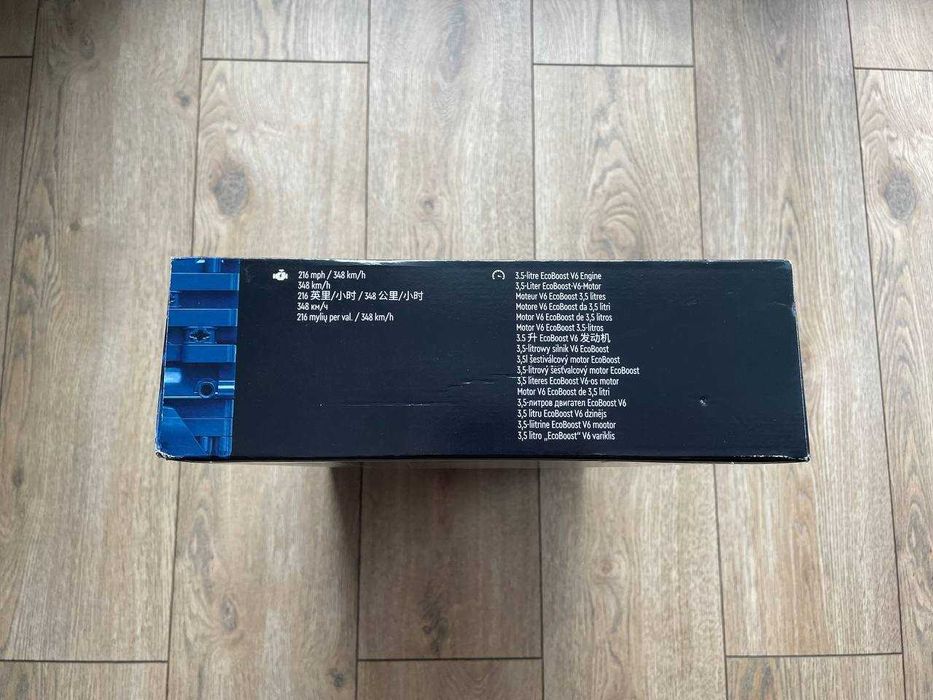 216 mph / 348 km/h
348 km/h
216 英里/小时 / 348 公里/小时
348 км/ч
216 mylių per val. / 348 km/h
3.5-litre EcoBoost V6 Engine
3,5-Liter EcoBoost-V6-Motor
Moteur V6 EcoBoost 3,5 litres
Motore V6 EcoBoost da 3,5 litri
Motor V6 EcoBoost de 3,5 litros
Motor V6 EcoBoost 3.5-litros
3.5 升 EcoBoost V6 发动机
3,5-litrowy silnik V6 EcoBoost
3,5l šestiválcový motor EcoBoost
3,5-litrový šesťvalcový motor EcoBoost
3,5 literes EcoBoost V6-os motor
Motor V6 EcoBoost de 3,5 litri
3,5-литров двигател EcoBoost V6
3,5 litru EcoBoost V6 dzinējs
3,5-liitrine EcoBoost V6 mootor
3,5 litro „EcoBoost“ V6 variklis